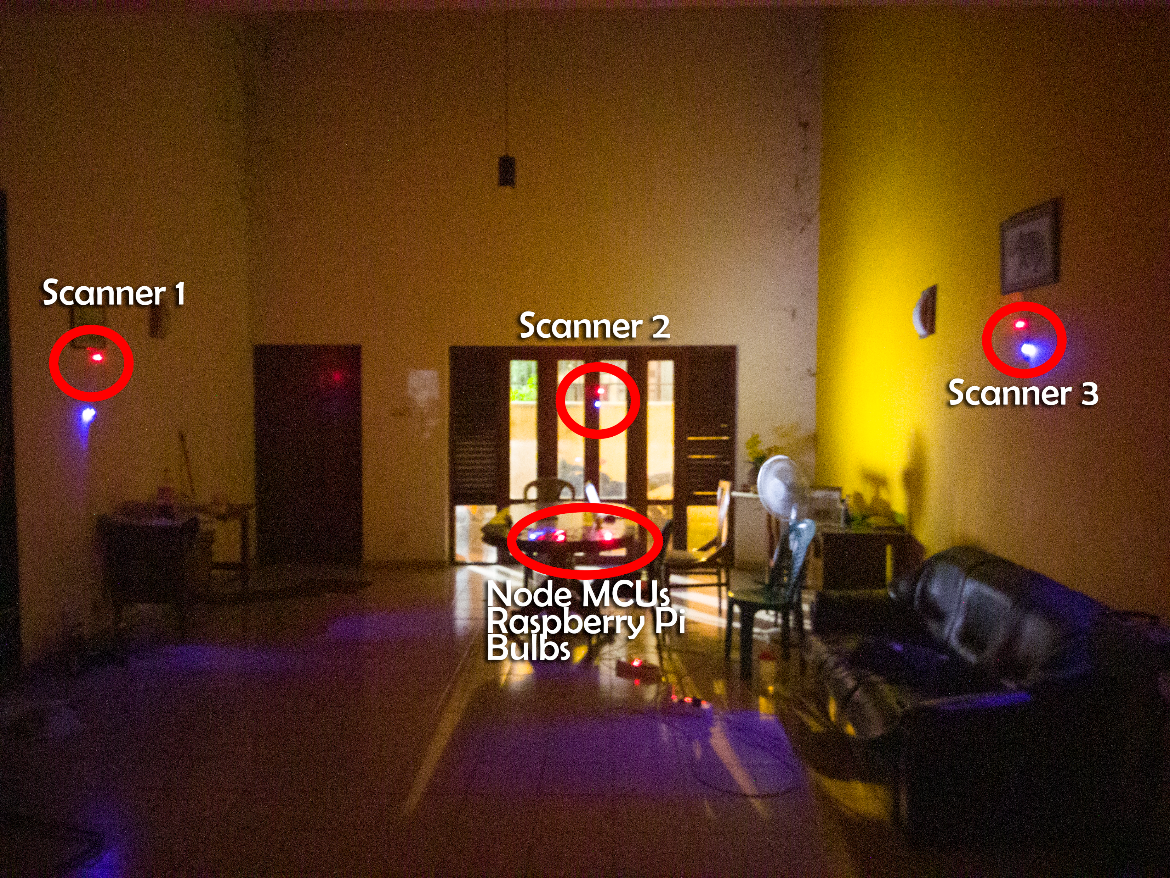 Scanner 1
Scanner 2
Scanner 3
Node MCUs
Raspberry Pi
Bulbs